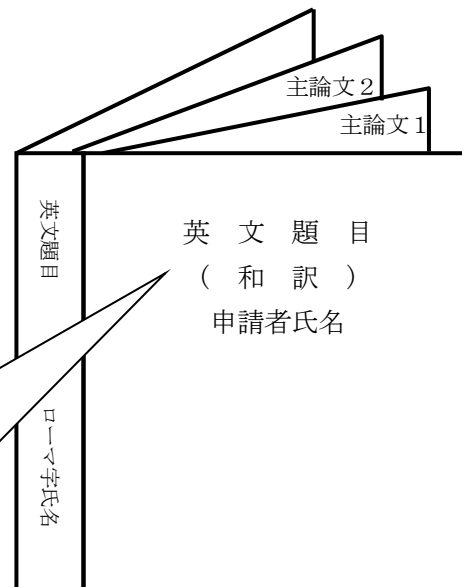 主論文２
主論文１
英文題目
英　文　題　目
（　和　訳　）
申請者氏名
ローマ字氏名